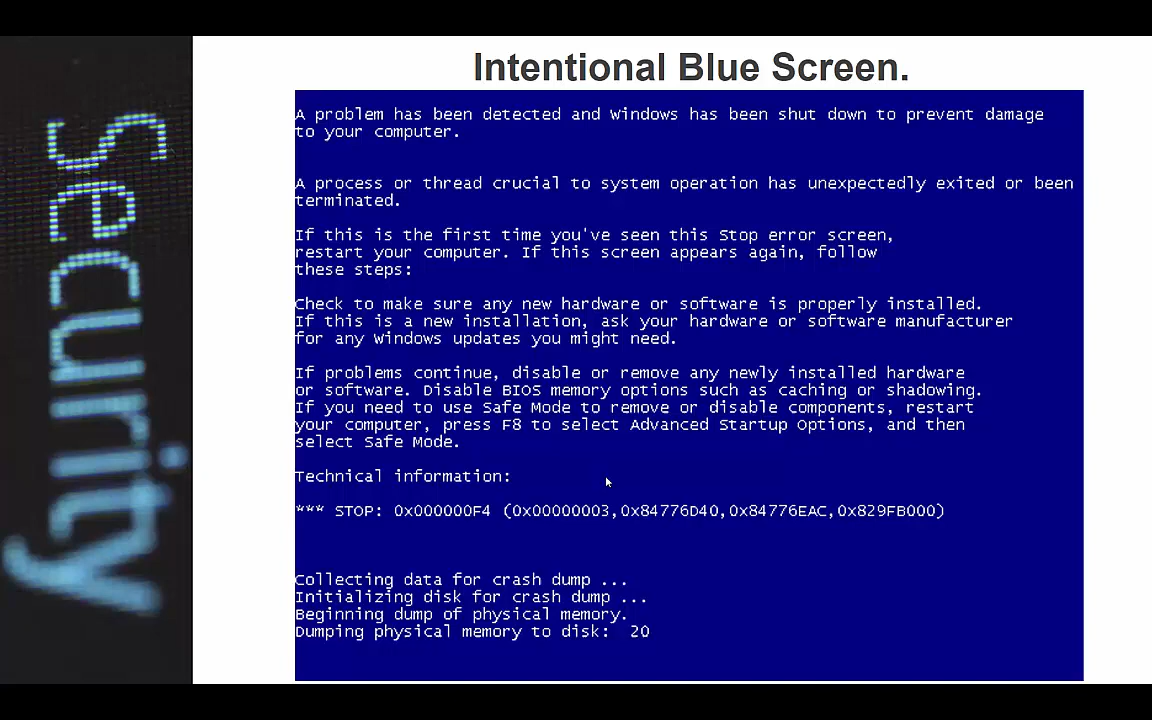 Security
Intentional Blue Screen.
A problem has been detected and Windows has been shut down to prevent damage
to your computer.
A process or thread crucial to system operation has unexpectedly exited or been
terminated.
If this is the first time you've seen this Stop error screen,
restart your computer. If this screen appears again, follow
these steps:
Check to make sure any new hardware or software is properly installed.
If this is a new installation, ask your hardware or software manufacturer
for any Windows updates you might need.
If problems continue, disable or remove any newly installed hardware
or software. Disable BIOS memory options such as caching or shadowing.
If you need to use Safe Mode to remove or disable components, restart
your computer, press F8 to select Advanced Startup Options, and then
select Safe Mode.
Technical information:
*** STOP: 0x000000F4 (0x00000003,0x84776D40,0x84776EAC,0x829FB000)
Collecting data for crash dump ...
Initializing disk for crash dump ...
Beginning dump of physical memory.
Dumping physical memory to disk:  20